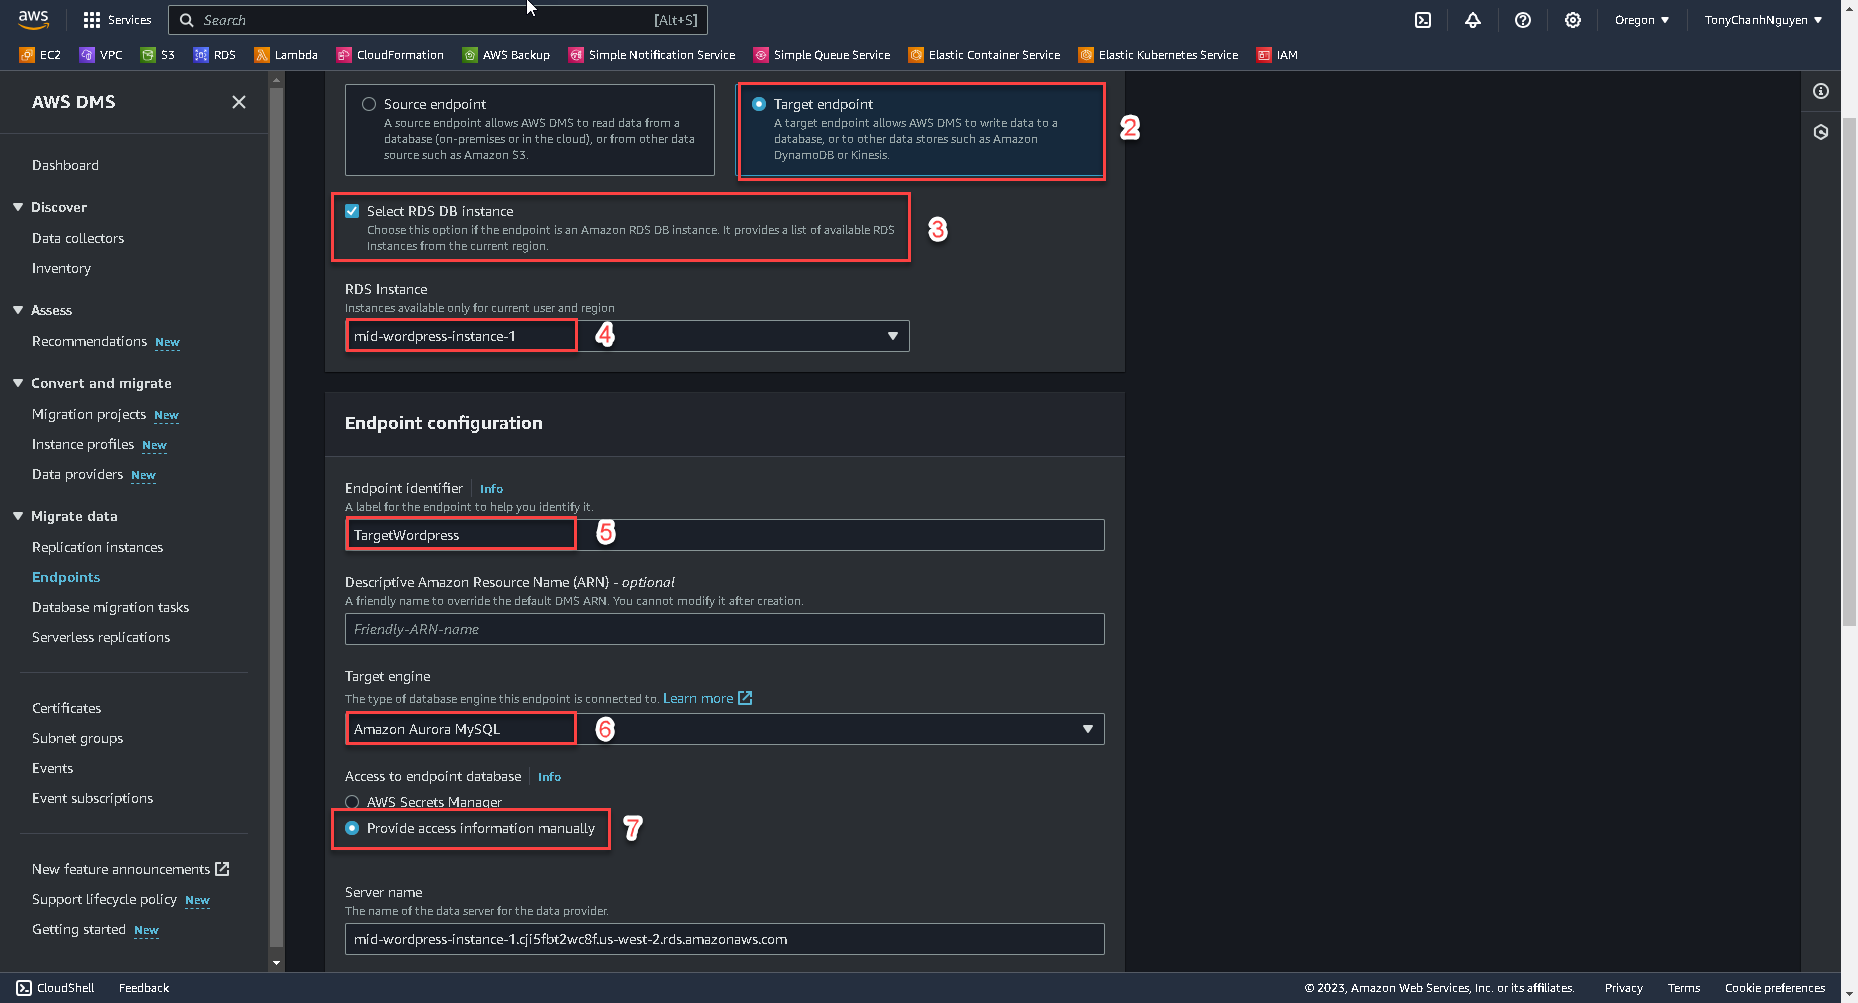 aws
Services
Search
[Alt+S]
Oregon ▼
TonyChanhNguyen ▼
EC2
VPC
S3
RDS
Lambda
CloudFormation
AWS Backup
Simple Notification Service
Simple Queue Service
Elastic Container Service
Elastic Kubernetes Service
IAM
AWS DMS
Dashboard
Discover
Data collectors
Inventory
Assess
Recommendations New
Convert and migrate
Migration projects New
Instance profiles New
Data providers New
Migrate data
Replication instances
Endpoints
Database migration tasks
Serverless replications
Certificates
Subnet groups
Events
Event subscriptions
New feature announcements
Support lifecycle policy New
Getting started New
Source endpoint
A source endpoint allows AWS DMS to read data from a
database (on-premises or in the cloud), or from other data
source such as Amazon S3.
Target endpoint
A target endpoint allows AWS DMS to write data to a
database, or to other data stores such as Amazon
DynamoDB or Kinesis.
2
Select RDS DB instance
Choose this option if the endpoint is an Amazon RDS DB instance. It provides a list of available RDS
Instances from the current region.
3
RDS Instance
Instances available only for current user and region
mid-wordpress-instance-1
4
Endpoint configuration
Endpoint identifier Info
A label for the endpoint to help you identify it.
TargetWordpress
5
Descriptive Amazon Resource Name (ARN) - optional
A friendly name to override the default DMS ARN. You cannot modify it after creation.
Friendly-ARN-name
Target engine
The type of database engine this endpoint is connected to. Learn more
Amazon Aurora MySQL
6
Access to endpoint database Info
AWS Secrets Manager
Provide access information manually
7
Server name
The name of the data server for the data provider.
mid-wordpress-instance-1.cji5fbt2wc8f.us-west-2.rds.amazonaws.com
CloudShell
Feedback
© 2023, Amazon Web Services, Inc. or its affiliates.
Privacy
Terms
Cookie preferences